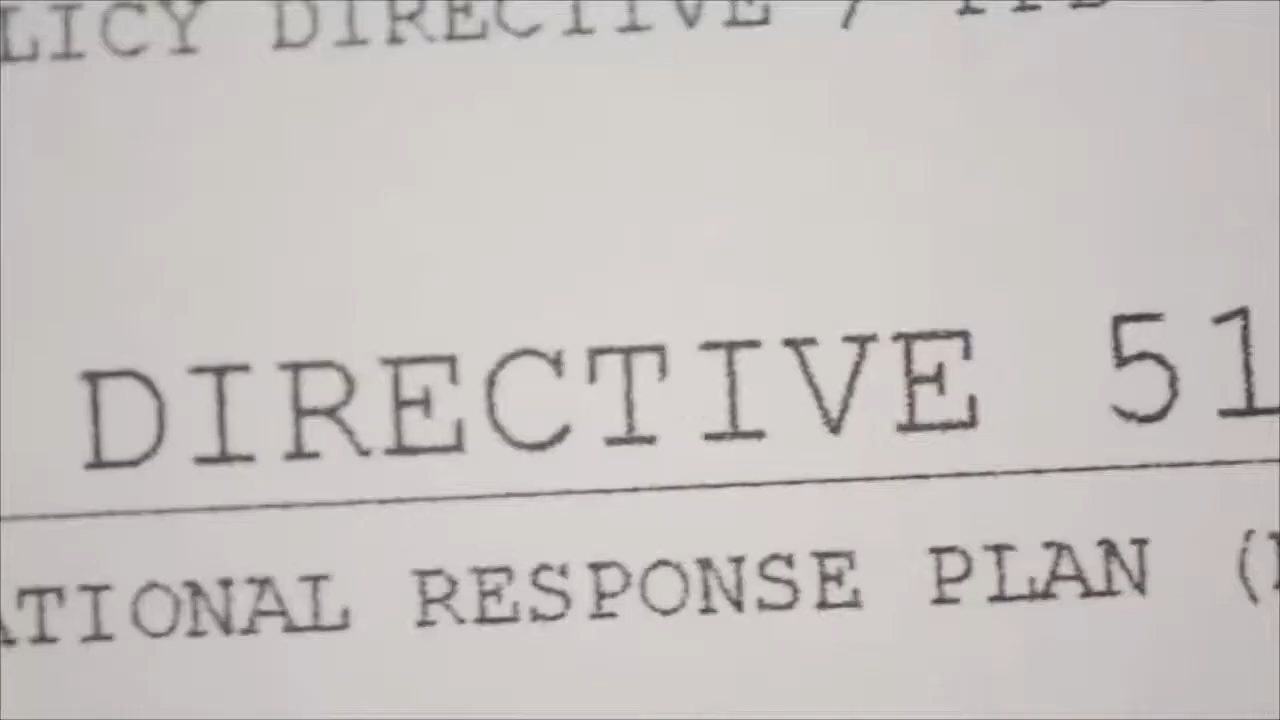 LICY DIRECTIVE /
DIRECTIVE 51
ATIONAL RESPONSE PLAN (